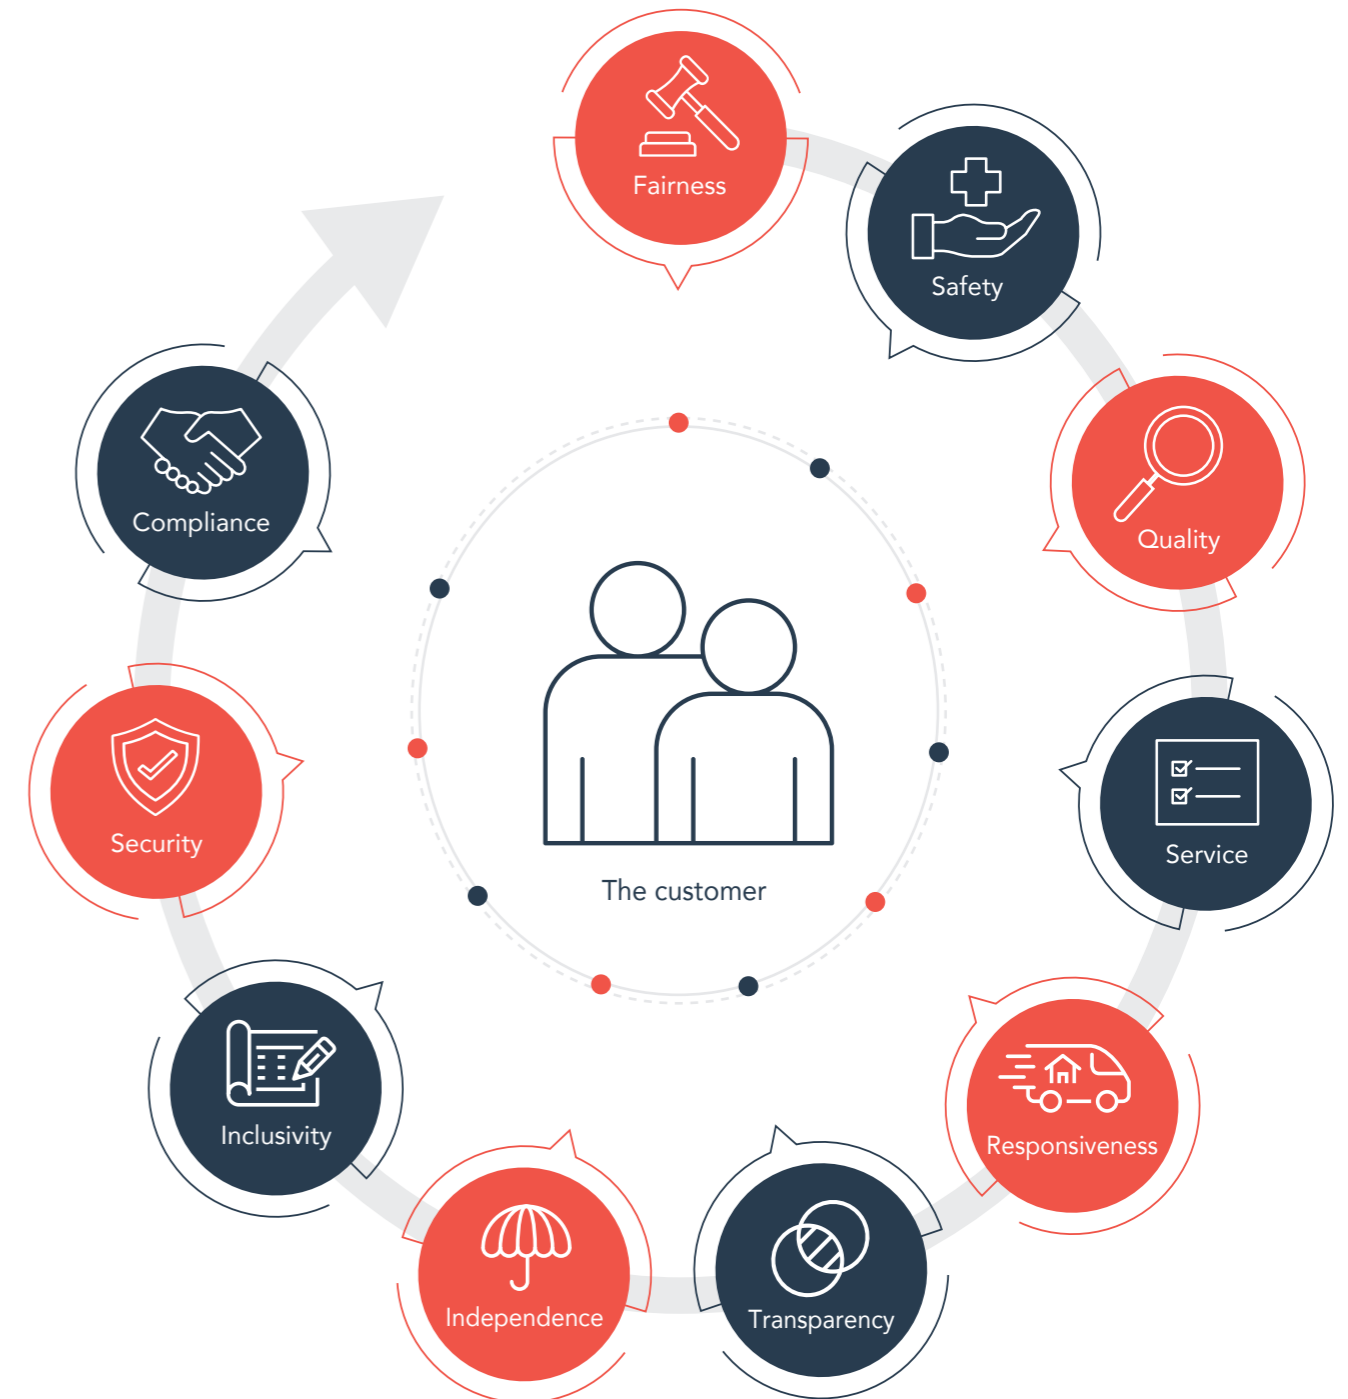 Fairness
Safety
Quality
Service
Responsiveness
Transparency
Independence
Inclusivity
Security
Compliance
The customer